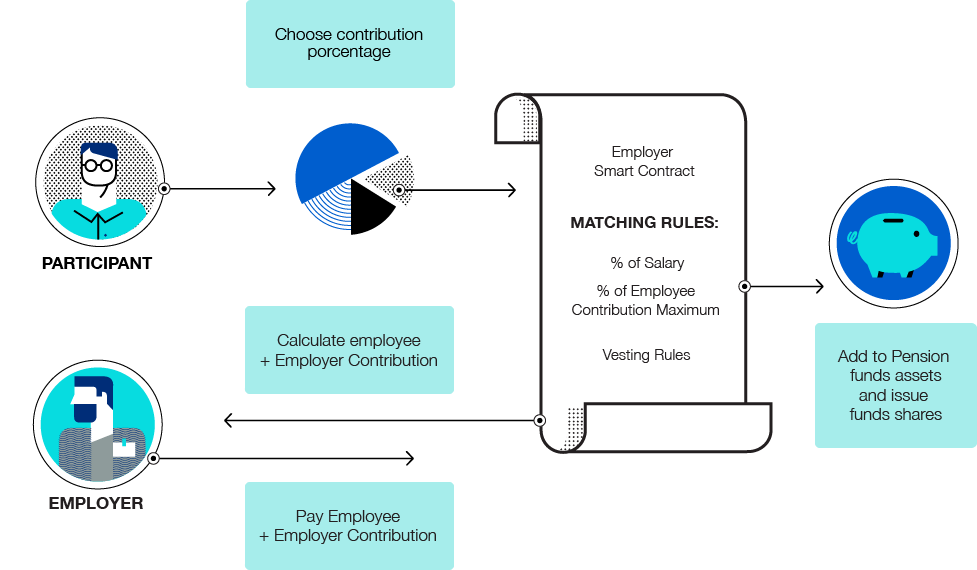 Choose contribution
porcentage
PARTICIPANT
Employer
Smart Contract
MATCHING RULES:
% of Salary
% of Employee
Contribution Maximum
Vesting Rules
Calculate employee
+ Employer Contribution
EMPLOYER
Pay Employee
+ Employer Contribution
Add to Pension
funds assets
and issue
funds shares